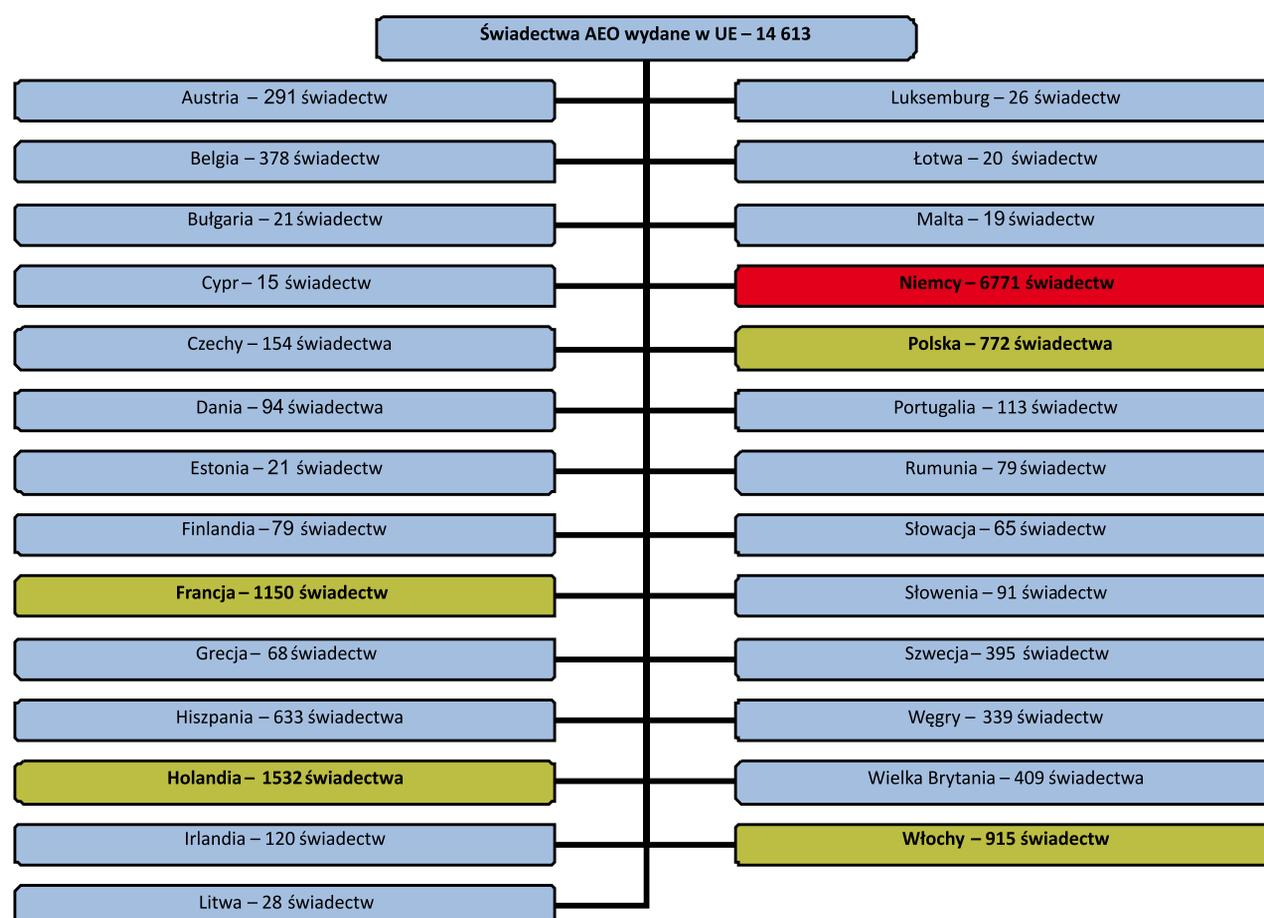 Świadectwa AEO wydane w UE – 14 613
Austria – 291 świadectw
Belgia – 378 świadectw
Bułgaria – 21 świadectw
Cypr – 15 świadectw
Czechy – 154 świadectwa
Dania – 94 świadectwa
Estonia – 21 świadectw
Finlandia – 79 świadectw
Francja – 1150 świadectw
Grecja – 68 świadectw
Hiszpania – 633 świadectwa
Holandia – 1532 świadectwa
Irlandia – 120 świadectw
Litwa – 28 świadectw
Luksemburg – 26 świadectw
Łotwa – 20 świadectw
Malta – 19 świadectw
Niemcy – 6771 świadectw
Polska – 772 świadectwa
Portugalia – 113 świadectw
Rumunia – 79 świadectw
Słowacja – 65 świadectw
Słowenia – 91 świadectw
Szwecja – 395 świadectw
Węgry – 339 świadectw
Wielka Brytania – 409 świadectwa
Włochy – 915 świadectw